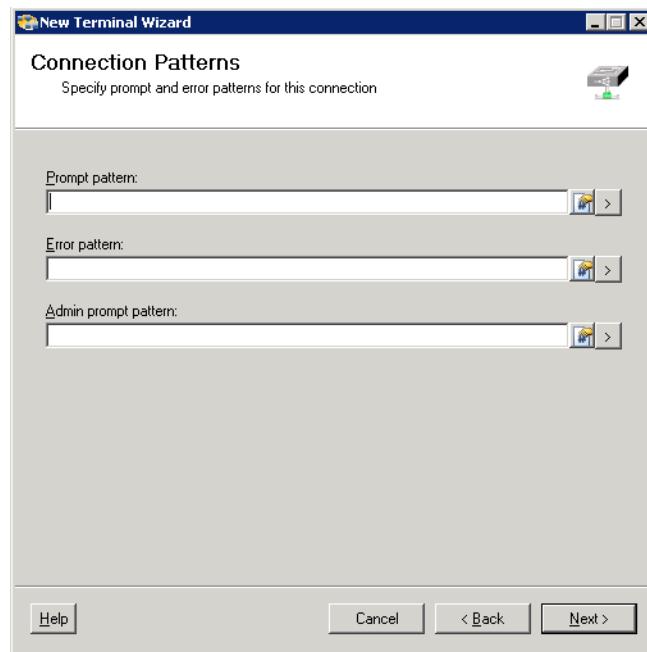 New Terminal Wizard
Connection Patterns
Specify prompt and error patterns for this connection
Prompt pattern:
>
Error pattern:
>
Admin prompt pattern:
>
Help Cancel < Back Next >